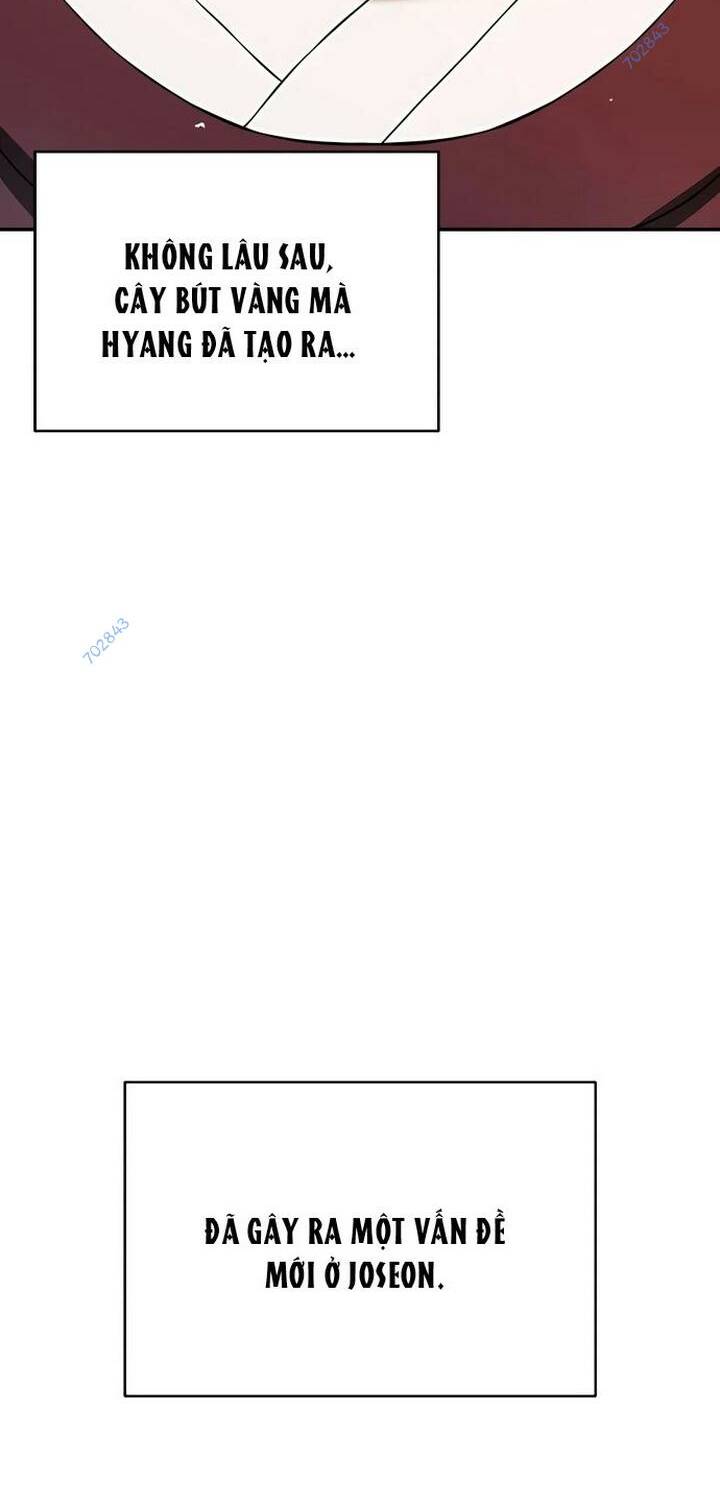 702843
KHÔNG LÂU SAU,
CÂY BÚT VÀNG MÀ
HYANG ĐÃ TẠO RA...
702843
ĐÃ GÂY RA MỘT VẤN ĐỀ
MỚI Ở JOSEON.